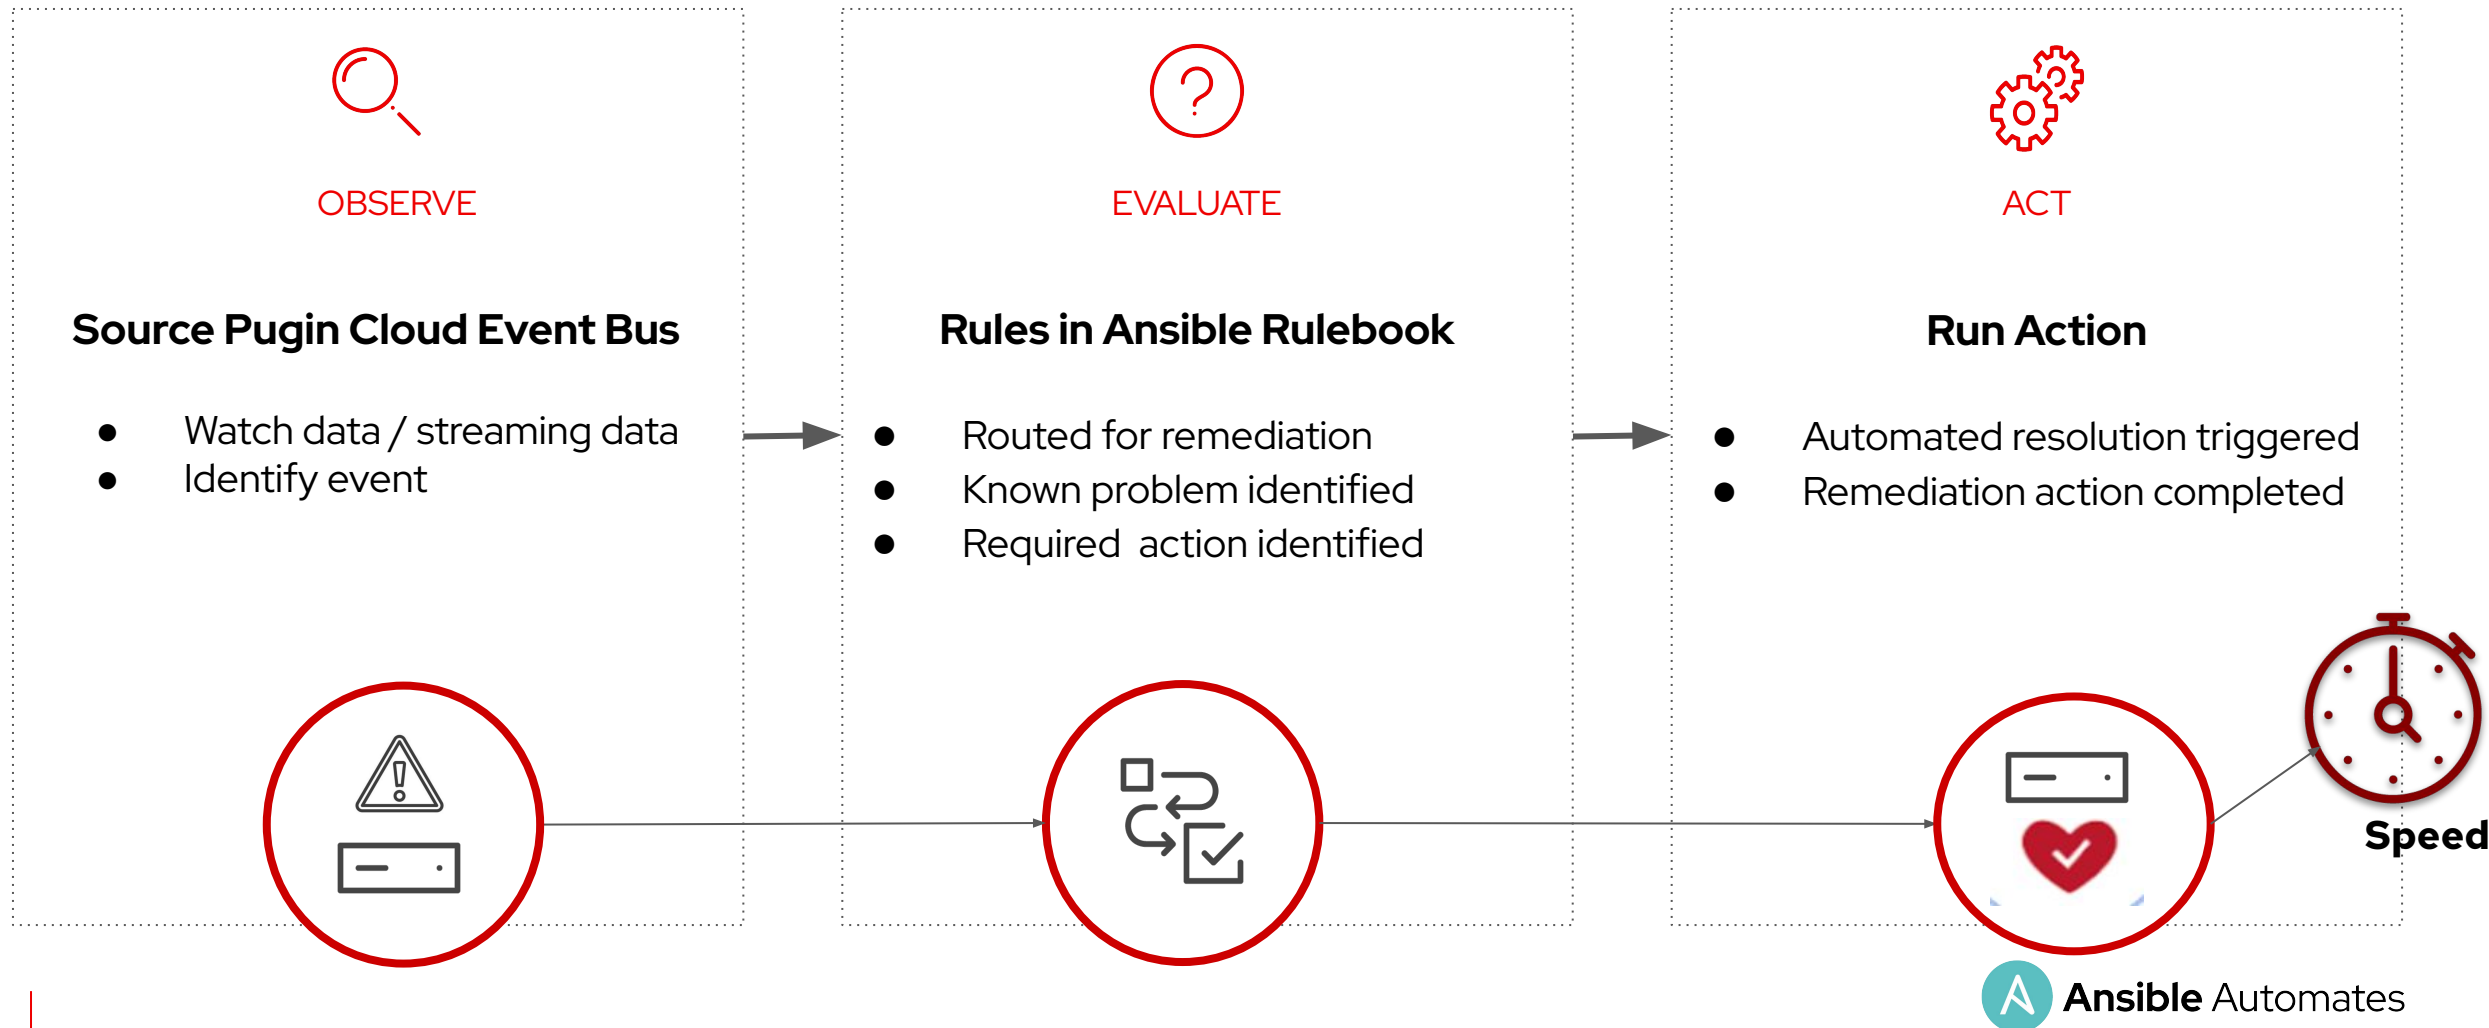 OBSERVE
Source Pugin Cloud Event Bus
● Watch data / streaming data
● Identify event
EVALUATE
Rules in Ansible Rulebook
● Routed for remediation
● Known problem identified
● Required  action identified
ACT
Run Action
● Automated resolution triggered
● Remediation action completed
Speed
Ansible Automates